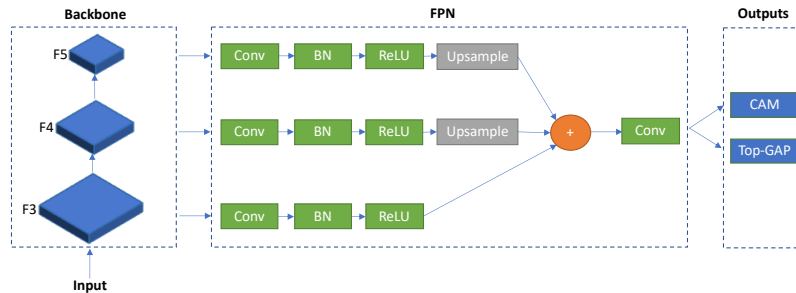 Backbone
FPN
Outputs
F5
Conv
BN
ReLU
Upsample
F4
Conv
BN
ReLU
Upsample
+
Conv
CAM
Top-GAP
F3
Conv
BN
ReLU
Input